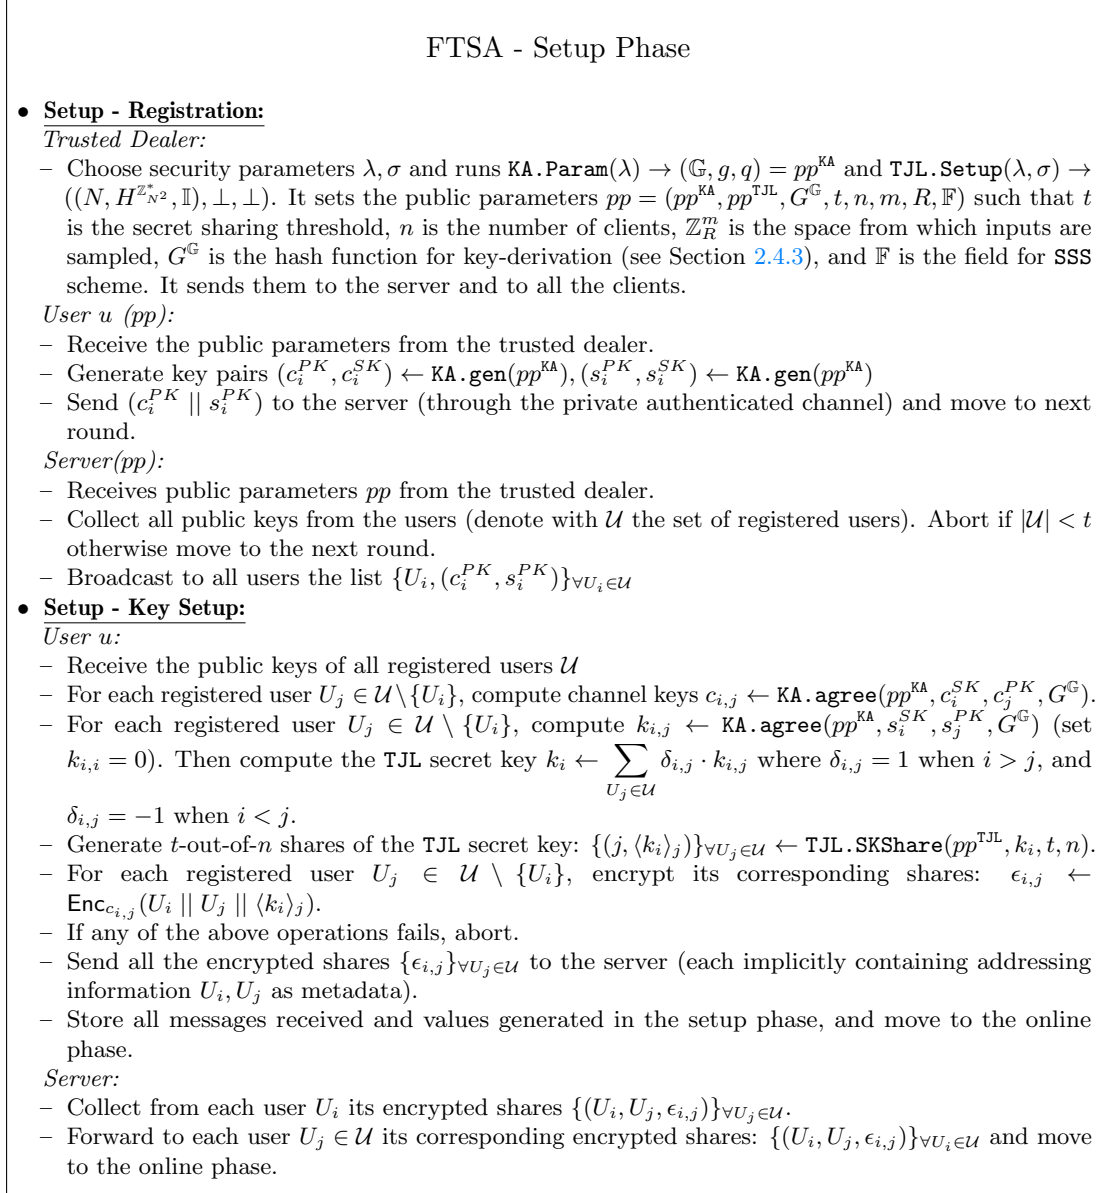 FTSA - Setup Phase
• Setup - Registration:
Trusted Dealer:
– Choose security parameters λ, σ and runs KA.Param(λ) → (𝔾, g, q) = pp^KA and TJL.Setup(λ, σ) →
((N, H^{ℤ*_{N²}}, 𝕀), ⊥, ⊥). It sets the public parameters pp = (pp^KA, pp^TJL, G^𝔾, t, n, m, R, 𝔽) such that t
is the secret sharing threshold, n is the number of clients, ℤ_R^m is the space from which inputs are
sampled, G^𝔾 is the hash function for key-derivation (see Section 2.4.3), and 𝔽 is the field for SSS
scheme. It sends them to the server and to all the clients.
User u (pp):
– Receive the public parameters from the trusted dealer.
– Generate key pairs (c_i^{PK}, c_i^{SK}) ← KA.gen(pp^KA), (s_i^{PK}, s_i^{SK}) ← KA.gen(pp^KA)
– Send (c_i^{PK} || s_i^{PK}) to the server (through the private authenticated channel) and move to next
round.
Server(pp):
– Receives public parameters pp from the trusted dealer.
– Collect all public keys from the users (denote with 𝒰 the set of registered users). Abort if |𝒰| < t
otherwise move to the next round.
– Broadcast to all users the list {U_i, (c_i^{PK}, s_i^{PK})}_{∀U_i∈𝒰}
• Setup - Key Setup:
User u:
– Receive the public keys of all registered users 𝒰
– For each registered user U_j ∈ 𝒰\{U_i}, compute channel keys c_{i,j} ← KA.agree(pp^KA, c_i^{SK}, c_j^{PK}, G^𝔾).
– For each registered user U_j ∈ 𝒰 \ {U_i}, compute k_{i,j} ← KA.agree(pp^KA, s_i^{SK}, s_j^{PK}, G^𝔾) (set
k_{i,i} = 0). Then compute the TJL secret key k_i ← ∑_{U_j∈𝒰} δ_{i,j} · k_{i,j} where δ_{i,j} = 1 when i > j, and
δ_{i,j} = −1 when i < j.
– Generate t-out-of-n shares of the TJL secret key: {(j, ⟨k_i⟩_j)}_{∀U_j∈𝒰} ← TJL.SKShare(pp^TJL, k_i, t, n).
– For each registered user U_j ∈ 𝒰 \ {U_i}, encrypt its corresponding shares: ϵ_{i,j} ←
Enc_{c_{i,j}}(U_i || U_j || ⟨k_i⟩_j).
– If any of the above operations fails, abort.
– Send all the encrypted shares {ϵ_{i,j}}_{∀U_j∈𝒰} to the server (each implicitly containing addressing
information U_i, U_j as metadata).
– Store all messages received and values generated in the setup phase, and move to the online
phase.
Server:
– Collect from each user U_i its encrypted shares {(U_i, U_j, ϵ_{i,j})}_{∀U_j∈𝒰}.
– Forward to each user U_j ∈ 𝒰 its corresponding encrypted shares: {(U_i, U_j, ϵ_{i,j})}_{∀U_i∈𝒰} and move
to the online phase.